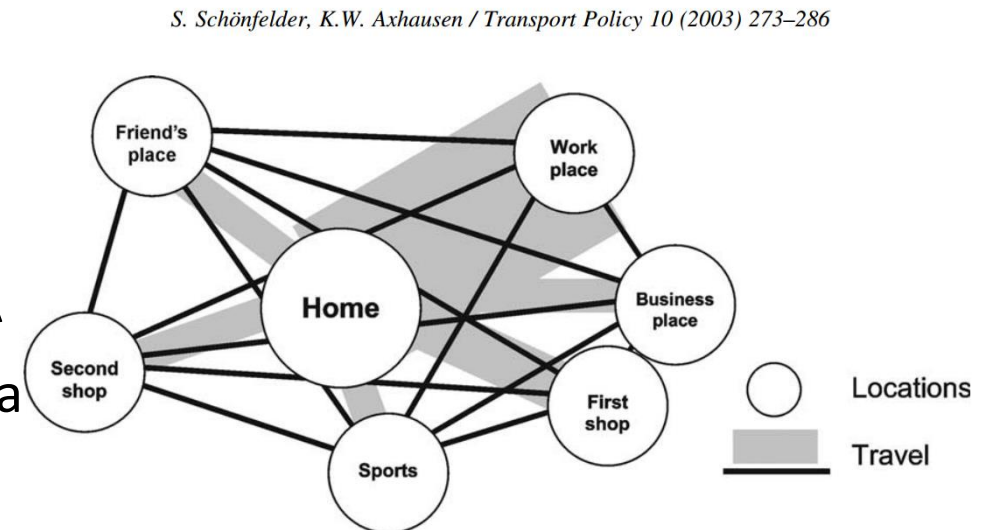 S. Schönfelder, K.W. Axhausen / Transport Policy 10 (2003) 273–286
Friend's
place
Work
place
Home
Business
place
Second
shop
a
First
shop
Sports
Locations
Travel